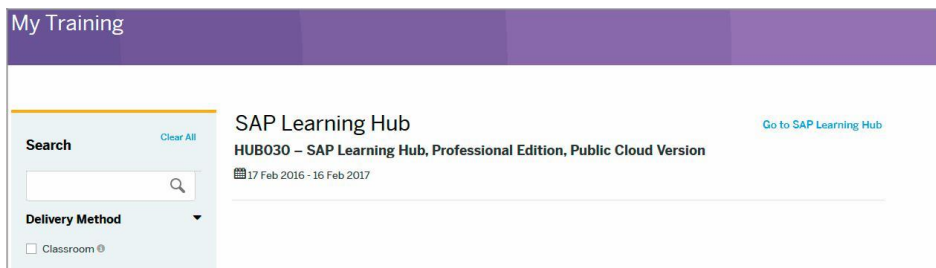 My Training
Search
Clear All
Delivery Method
Classroom
SAP Learning Hub
Go to SAP Learning Hub
HUB030 – SAP Learning Hub, Professional Edition, Public Cloud Version
17 Feb 2016 - 16 Feb 2017